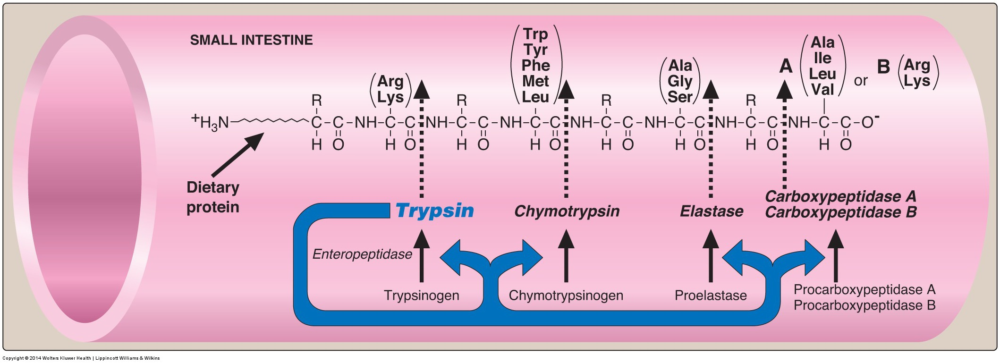 SMALL INTESTINE
Trp
Tyr
Phe
Met
Leu
Arg
Lys
Ala
Gly
Ser
A
Ala
Ile
Leu
Val
or
B
Arg
Lys
R R R R
+H3N C–C–NH–C–C–NH–C–C–NH–C–C–NH–C–C–NH–C–C–NH–C–C–NH–C–C–O-
H O H O H O H O H O H O H O H O
Dietary
protein
Trypsin
Chymotrypsin
Elastase
Carboxypeptidase A
Carboxypeptidase B
Enteropeptidase
Trypsinogen
Chymotrypsinogen
Proelastase
Procarboxypeptidase A
Procarboxypeptidase B
Copyright © 2014 Wolters Kluwer Health | Lippincott Williams & Wilkins